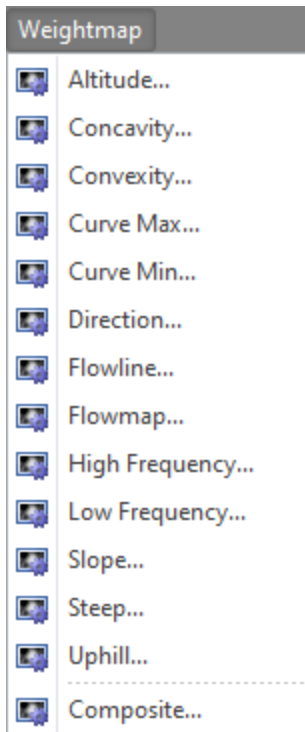 Weightmap
Altitude...
Concavity...
Convexity...
Curve Max...
Curve Min...
Direction...
Flowline...
Flowmap...
High Frequency...
Low Frequency...
Slope...
Steep...
Uphill...
Composite...